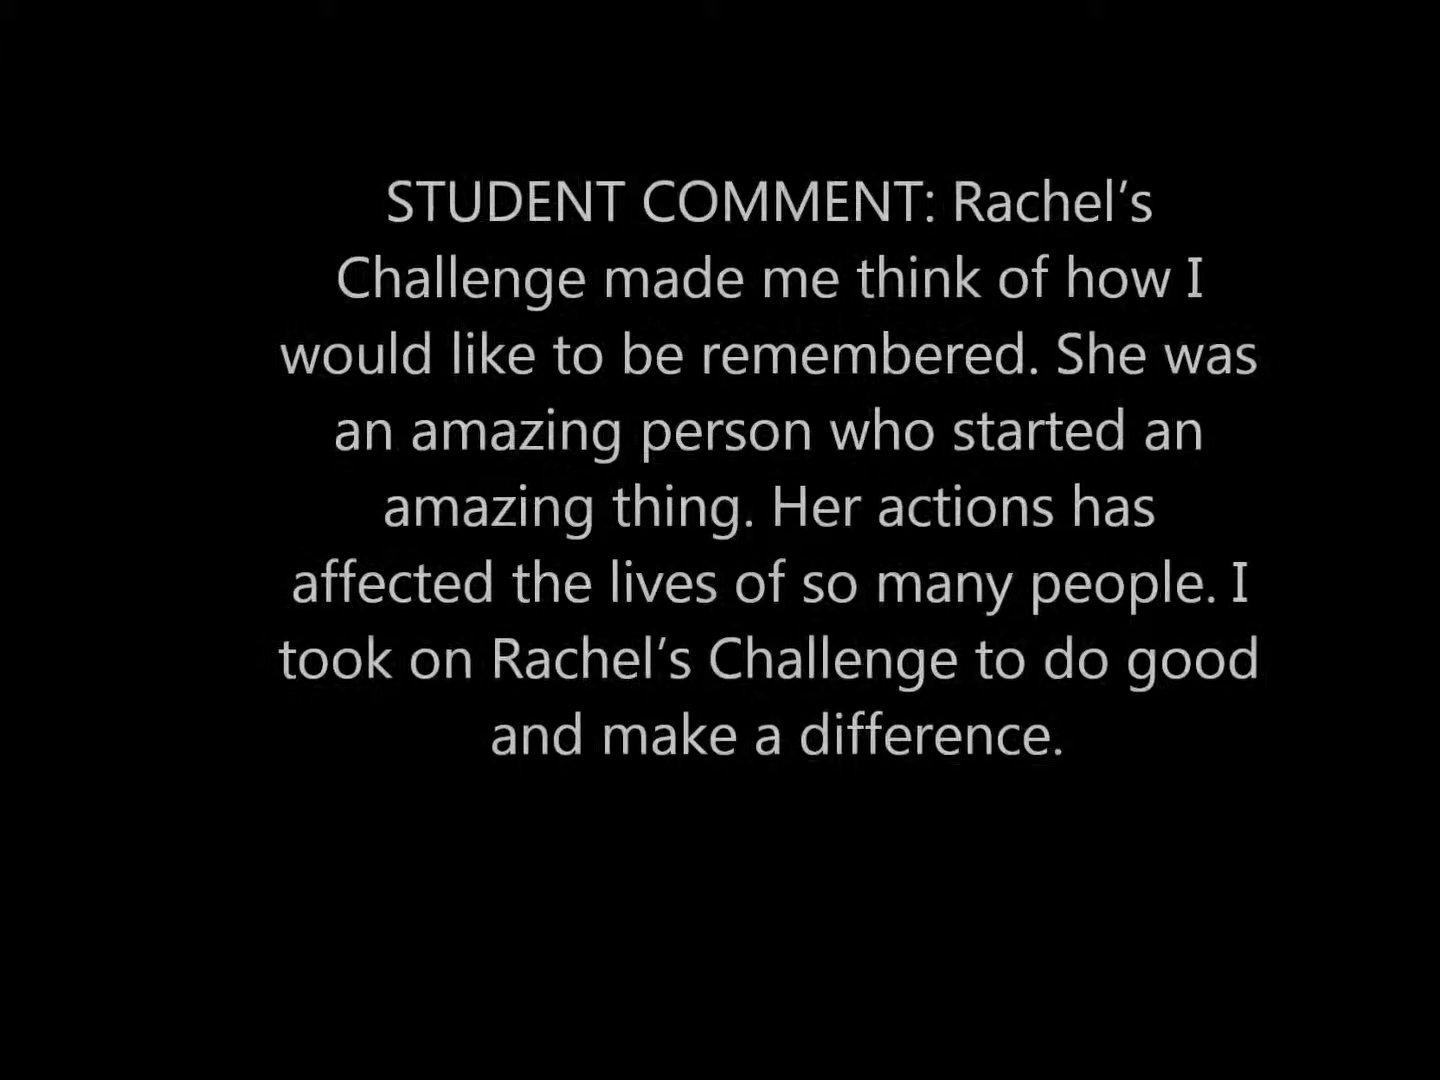 STUDENT COMMENT: Rachel’s
Challenge made me think of how I
would like to be remembered. She was
an amazing person who started an
amazing thing. Her actions has
affected the lives of so many people. I
took on Rachel’s Challenge to do good
and make a difference.